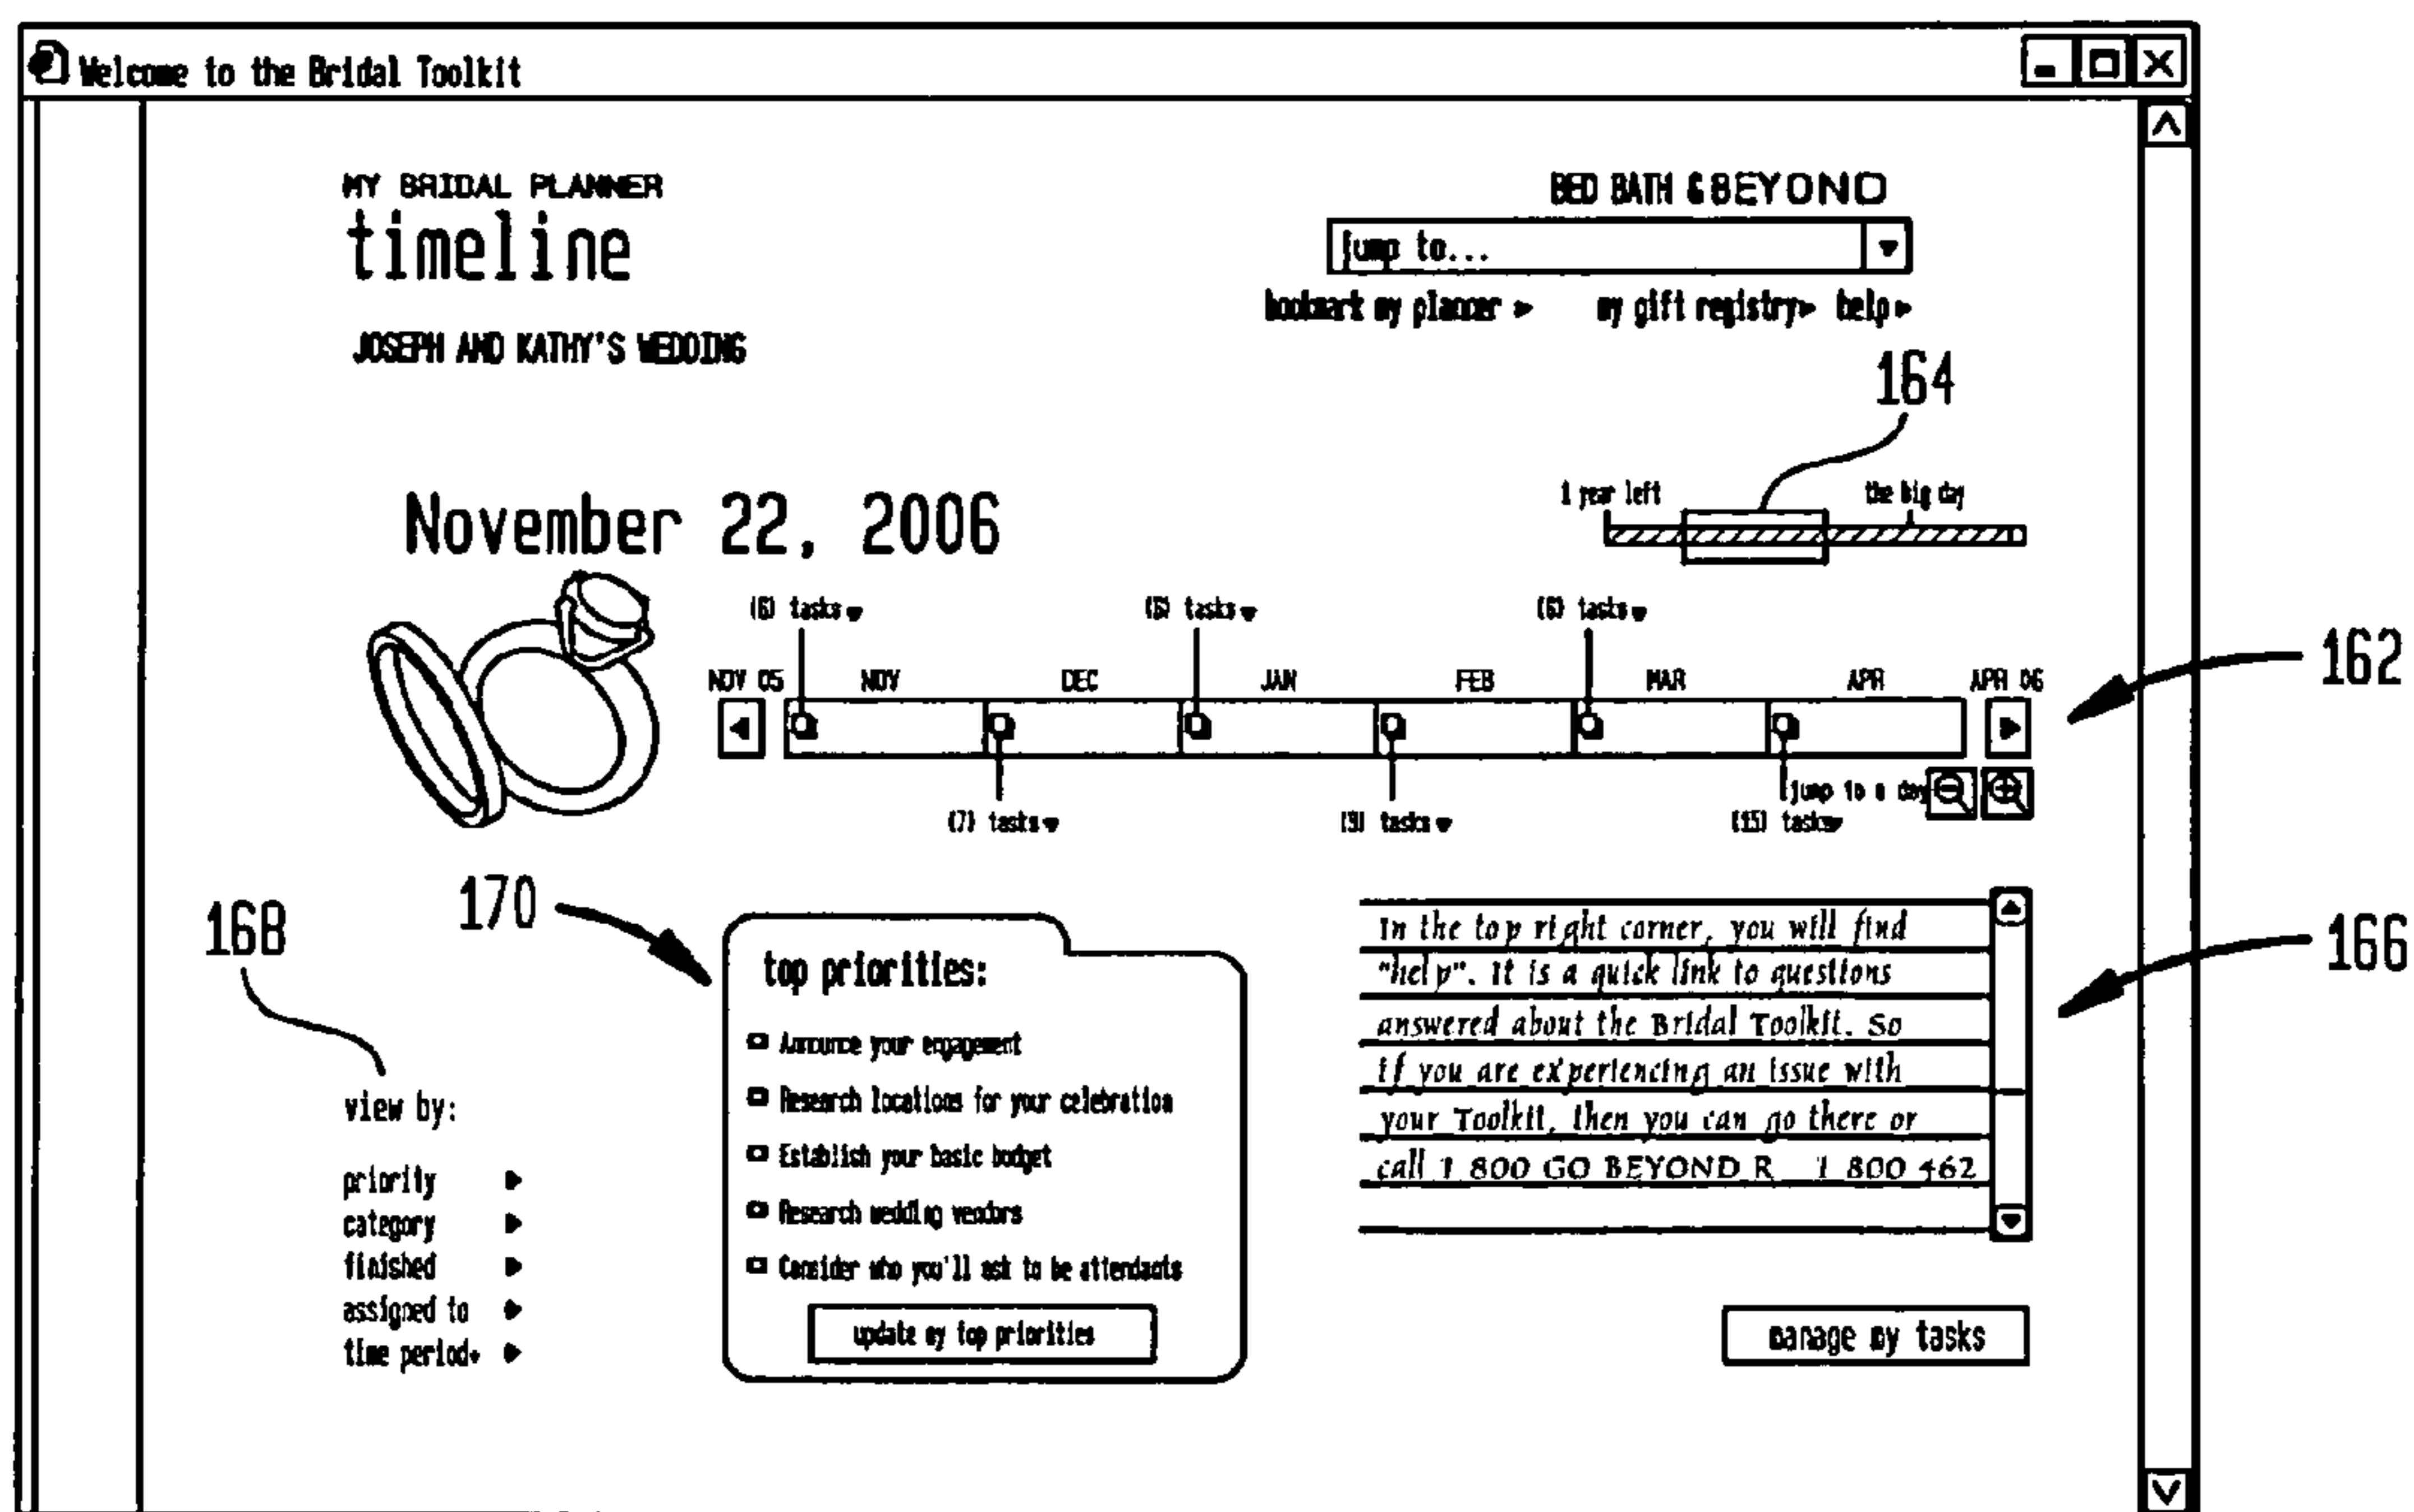 Welcome to the Bridal Toolkit
MY BRIDAL PLANNER
timeline
JOSEPH AND KATHY'S WEDDING
BED BATH & BEYOND
jump to...
bookmark my planner my gift registry help
164
1 year left the big day
November 22, 2006
(6) tasks tasks (6) tasks
NOV 05 NOV DEC JAN FEB MAR APR APR 06
162
jump to a day
(7) tasks (9) tasks (15) tasks
168
170
166
top priorities:
Announce your engagement
Research locations for your celebration
Establish your basic budget
Research wedding vendors
Consider who you'll ask to be attendants
update my top priorities
In the top right corner, you will find
"help". It is a quick link to questions
answered about the Bridal Toolkit. So
if you are experiencing an issue with
your Toolkit, then you can go there or
call 1 800 GO BEYOND R 1 800 462
manage my tasks
view by:
priority
category
finished
assigned to
time period+